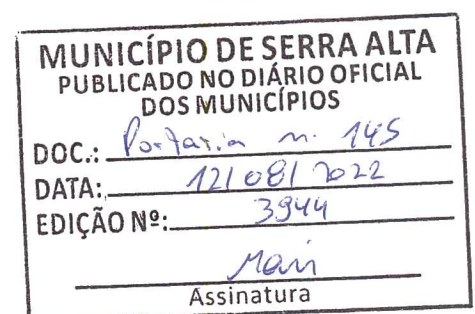 MUNICÍPIO DE SERRA ALTA
PUBLICADO NO DIÁRIO OFICIAL
DOS MUNICÍPIOS
DOC.: Portaria n. 145
DATA: 12/08/2022
EDIÇÃO Nº: 3944
Mari
Assinatura